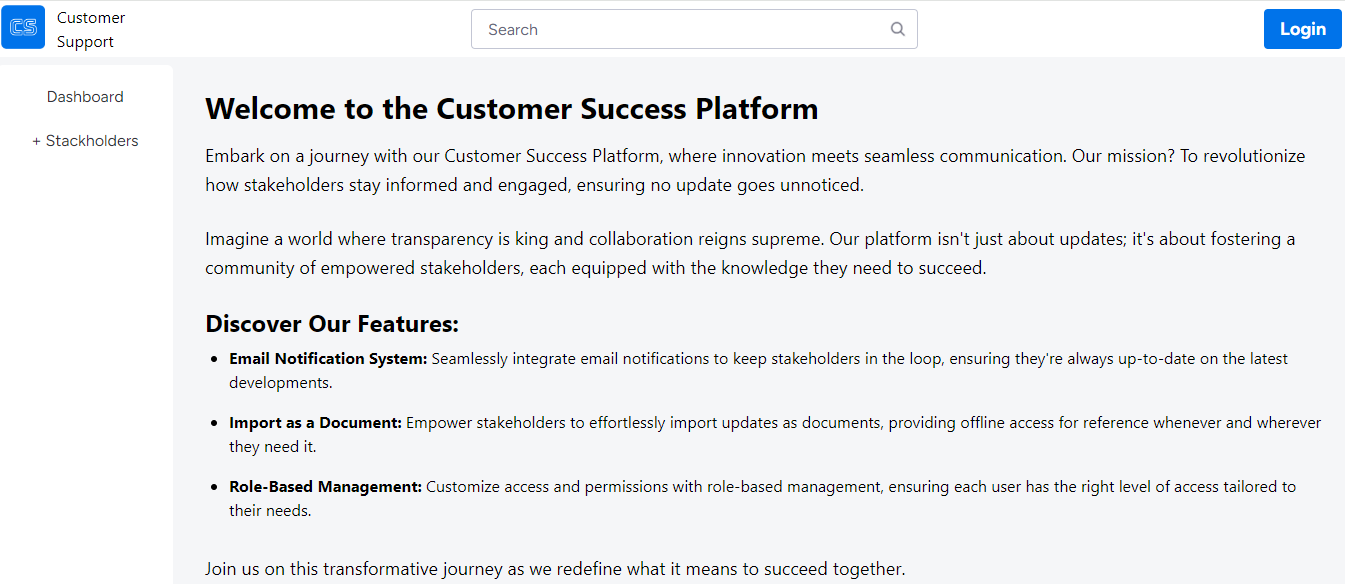 CS
Customer
Support
Search
Login
Dashboard
+ Stackholders
Welcome to the Customer Success Platform
Embark on a journey with our Customer Success Platform, where innovation meets seamless communication. Our mission? To revolutionize
how stakeholders stay informed and engaged, ensuring no update goes unnoticed.
Imagine a world where transparency is king and collaboration reigns supreme. Our platform isn't just about updates; it's about fostering a
community of empowered stakeholders, each equipped with the knowledge they need to succeed.
Discover Our Features:
• Email Notification System: Seamlessly integrate email notifications to keep stakeholders in the loop, ensuring they're always up-to-date on the latest
developments.
• Import as a Document: Empower stakeholders to effortlessly import updates as documents, providing offline access for reference whenever and wherever
they need it.
• Role-Based Management: Customize access and permissions with role-based management, ensuring each user has the right level of access tailored to
their needs.
Join us on this transformative journey as we redefine what it means to succeed together.